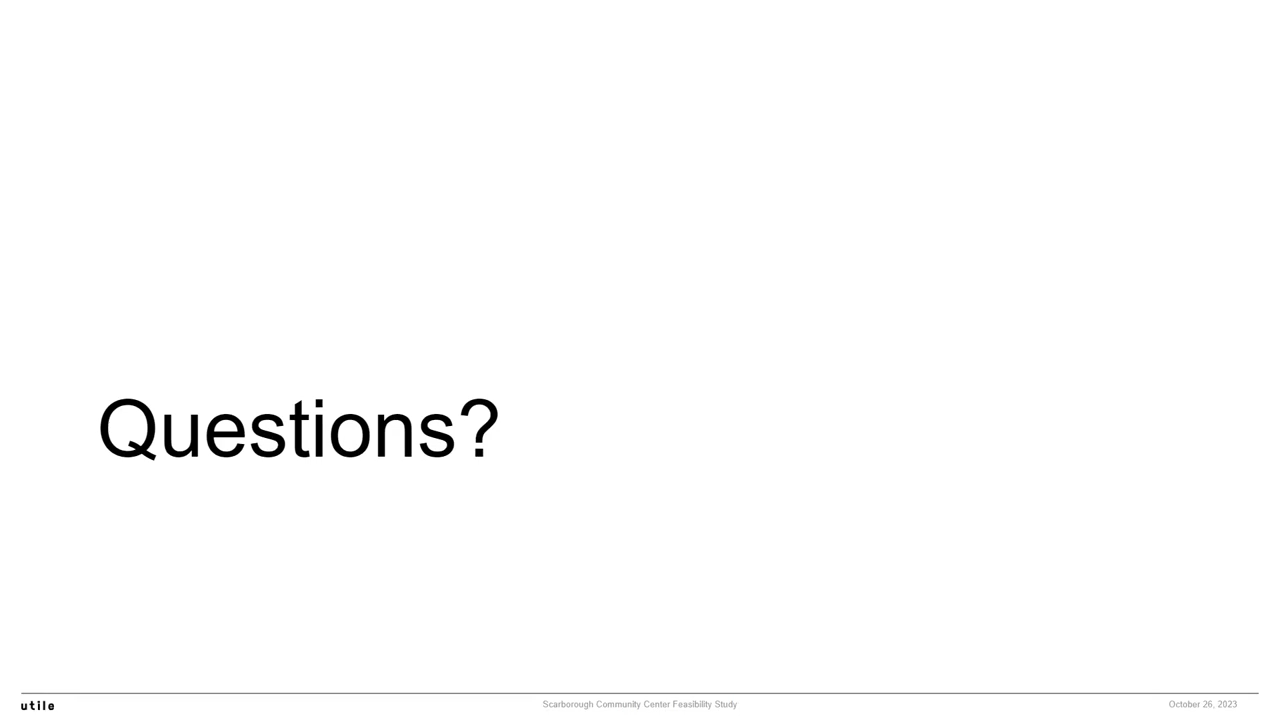 Questions?
utile
Scarborough Community Center Feasibility Study
October 26, 2023